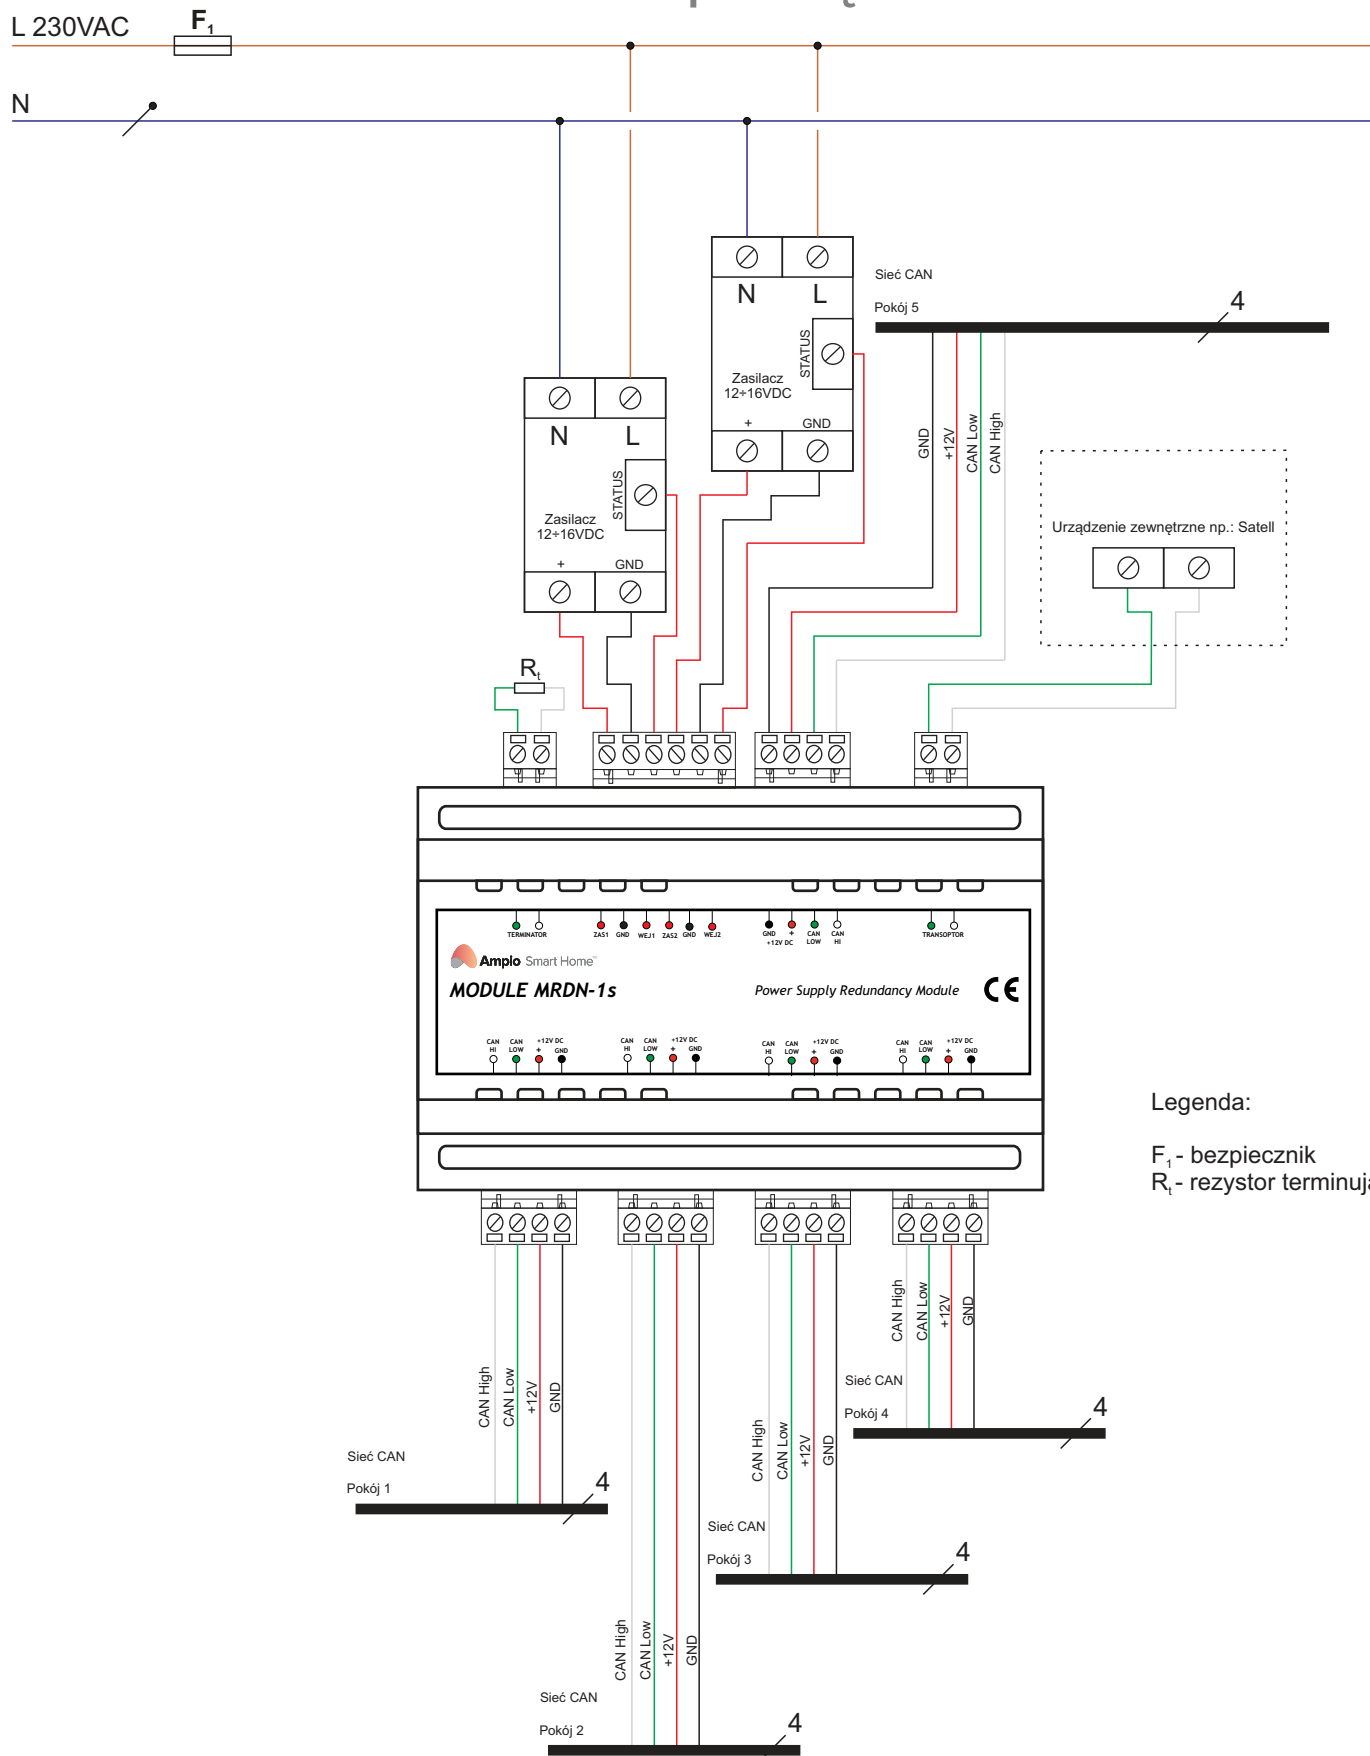 L 230VAC
F1
N
N L
STATUS
Zasilacz
12÷16VDC
+ GND
N L
STATUS
Zasilacz
12÷16VDC
+ GND
Sieć CAN
Pokój 5
4
GND
+12V
CAN Low
CAN High
Urządzenie zewnętrzne np.: Satell
Rt
TERMINATOR
ZAS1 GND WEJ1 ZAS2 GND WEJ2
GND + CAN CAN
+12V DC LOW HI
TRANSOPTOR
Ampio Smart Home™
MODULE MRDN-1s
Power Supply Redundancy Module CE
CAN CAN +12V DC
HI LOW + GND
CAN CAN +12V DC
HI LOW + GND
CAN CAN +12V DC
HI LOW + GND
CAN CAN +12V DC
HI LOW + GND
Legenda:
F1 - bezpiecznik
Rt - rezystor terminują
CAN High
CAN Low
+12V
GND
Sieć CAN
Pokój 1
4
CAN High
CAN Low
+12V
GND
Sieć CAN
Pokój 2
4
CAN High
CAN Low
+12V
GND
Sieć CAN
Pokój 3
4
CAN High
CAN Low
+12V
GND
Sieć CAN
Pokój 4
4